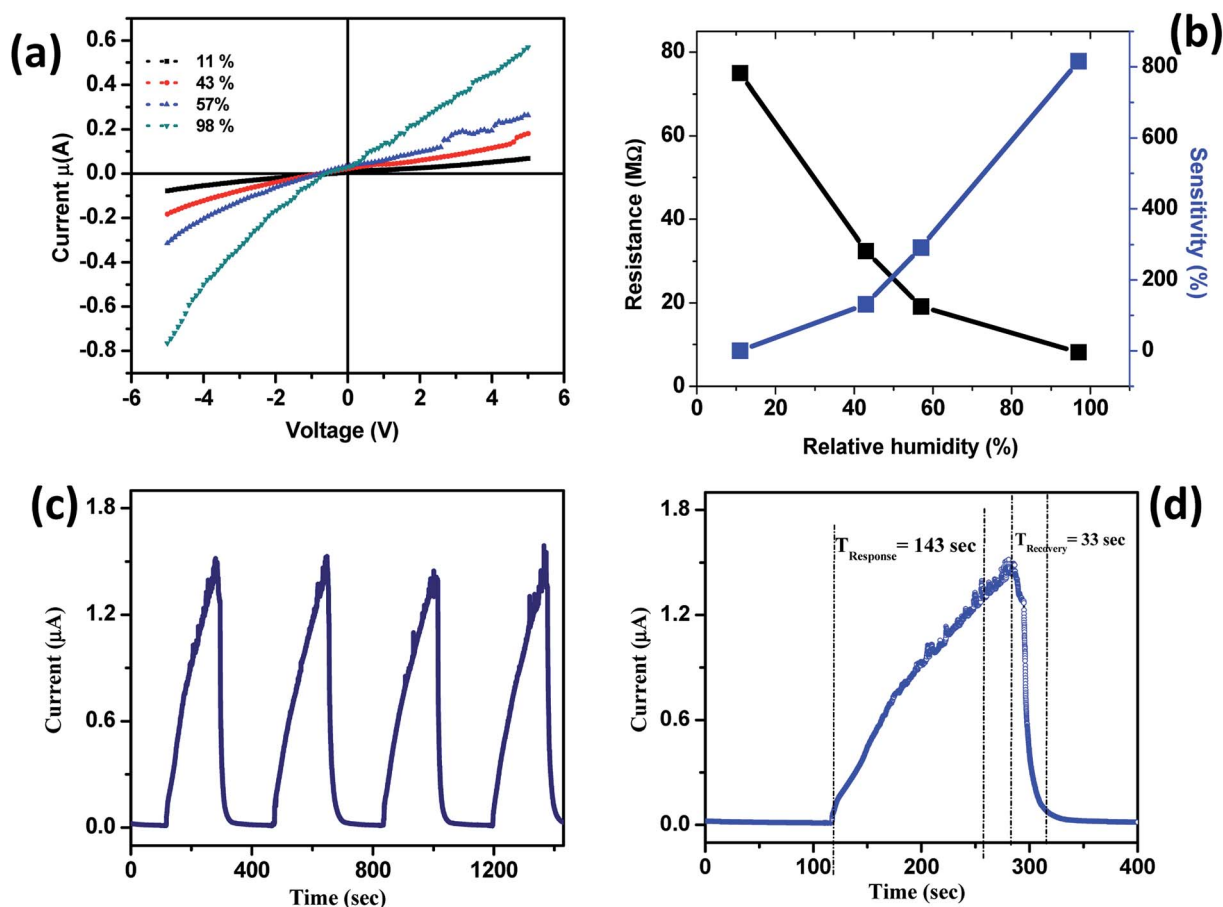 (a)
0.6
0.4
0.2
0.0
-0.2
-0.4
-0.6
-0.8
Current μ(A)
11 %
43 %
57%
98 %
-6 -4 -2 0 2 4 6
Voltage (V)
(b)
80
60
40
20
0
Resistance (MΩ)
800
600
400
200
0
Sensitivity (%)
0 20 40 60 80 100
Relative humidity (%)
(c)
1.8
1.2
0.6
0.0
Current (μA)
0 400 800 1200
Time (sec)
(d)
1.8
1.2
0.6
0.0
Current (μA)
TResponse= 143 sec
TRecovery= 33 sec
0 100 200 300 400
Time (sec)